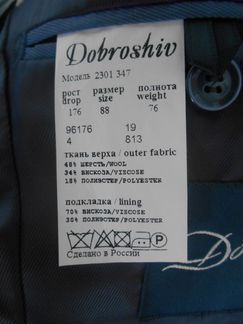 Dobroshiv
Модель 2301 347
рост размер полнота
drop size weight
176 88 76
96176 19
4 813
ткань верха / outer fabric
48% ШЕРСТЬ/WOOL
34% ВИСКОЗА/VISCOSE
18% ПОЛИЭСТЕР/POLYESTER
подкладка / lining
70% ВИСКОЗА/VISCOSE
30% ПОЛИЭСТЕР/POLYESTER
P
Сделано в России
Do